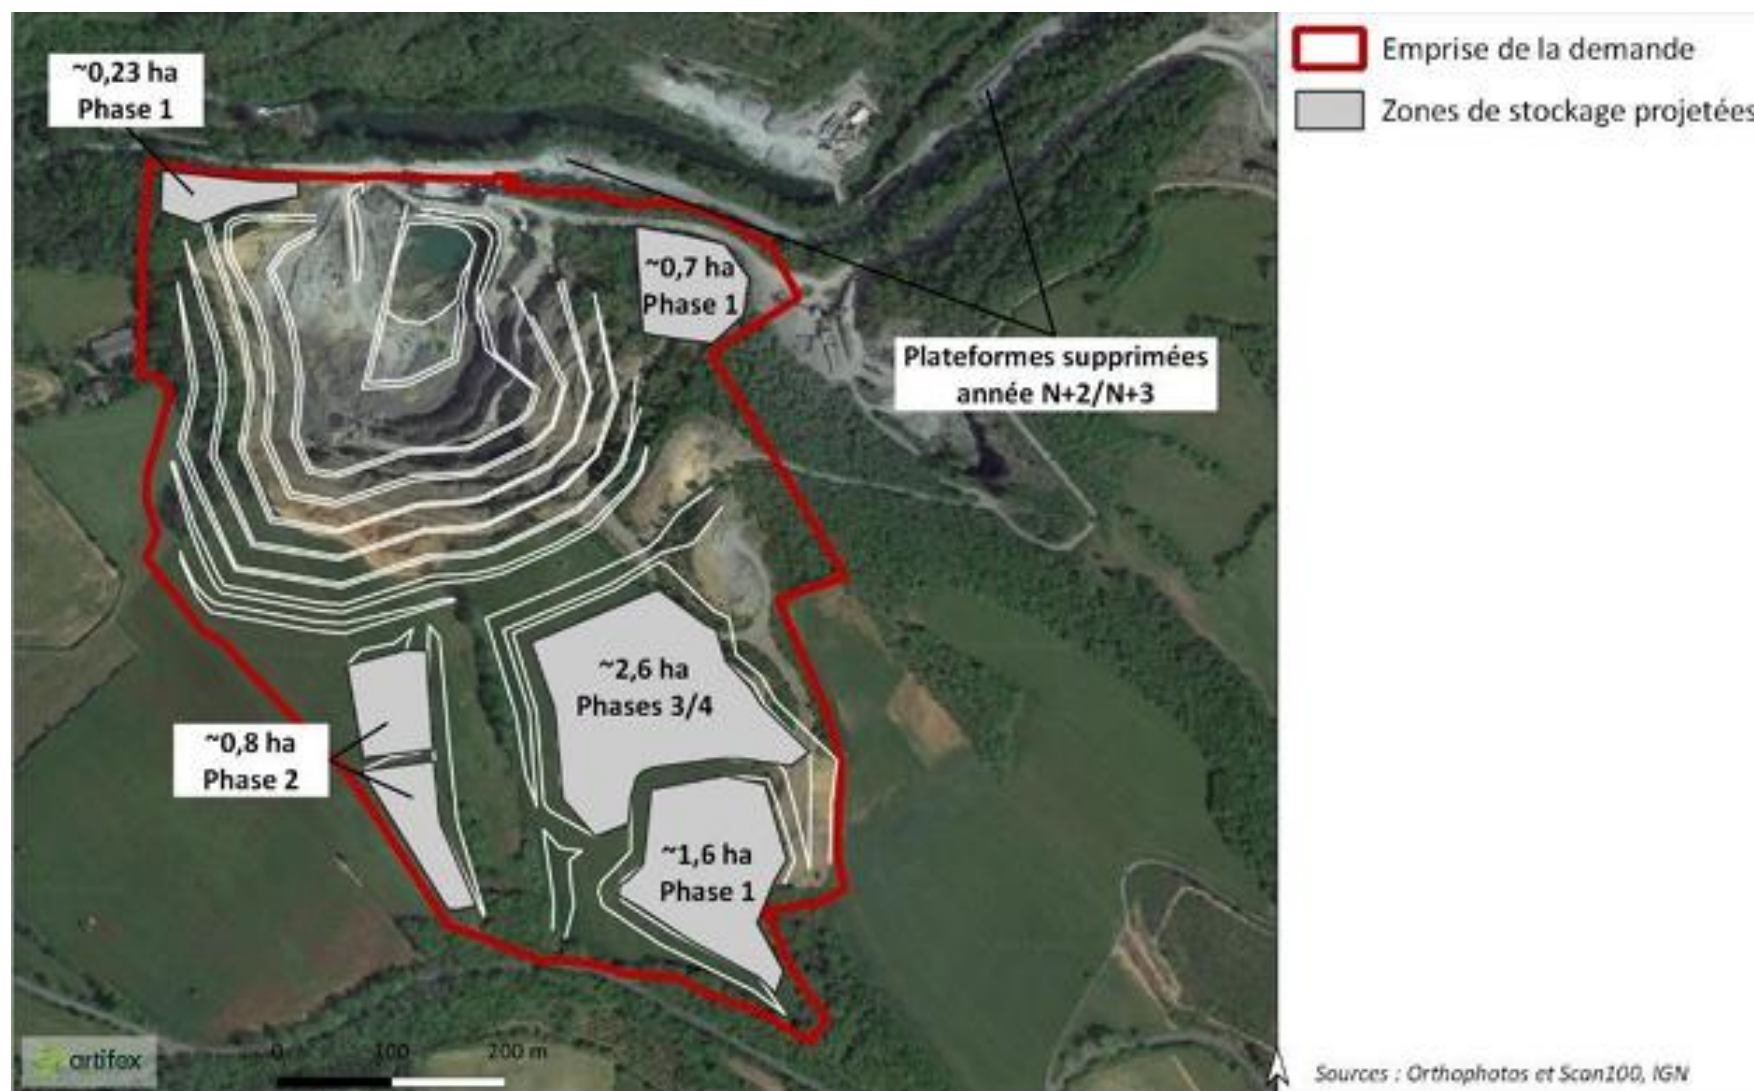 ~0,23 ha
Phase 1
Emprise de la demande
Zones de stockage projetées
~0,7 ha
Phase 1
Plateformes supprimées
année N+2/N+3
~2,6 ha
Phases 3/4
~0,8 ha
Phase 2
~1,6 ha
Phase 1
artifex
0 100 200 m
Sources : Orthophotos et Scan100, IGN